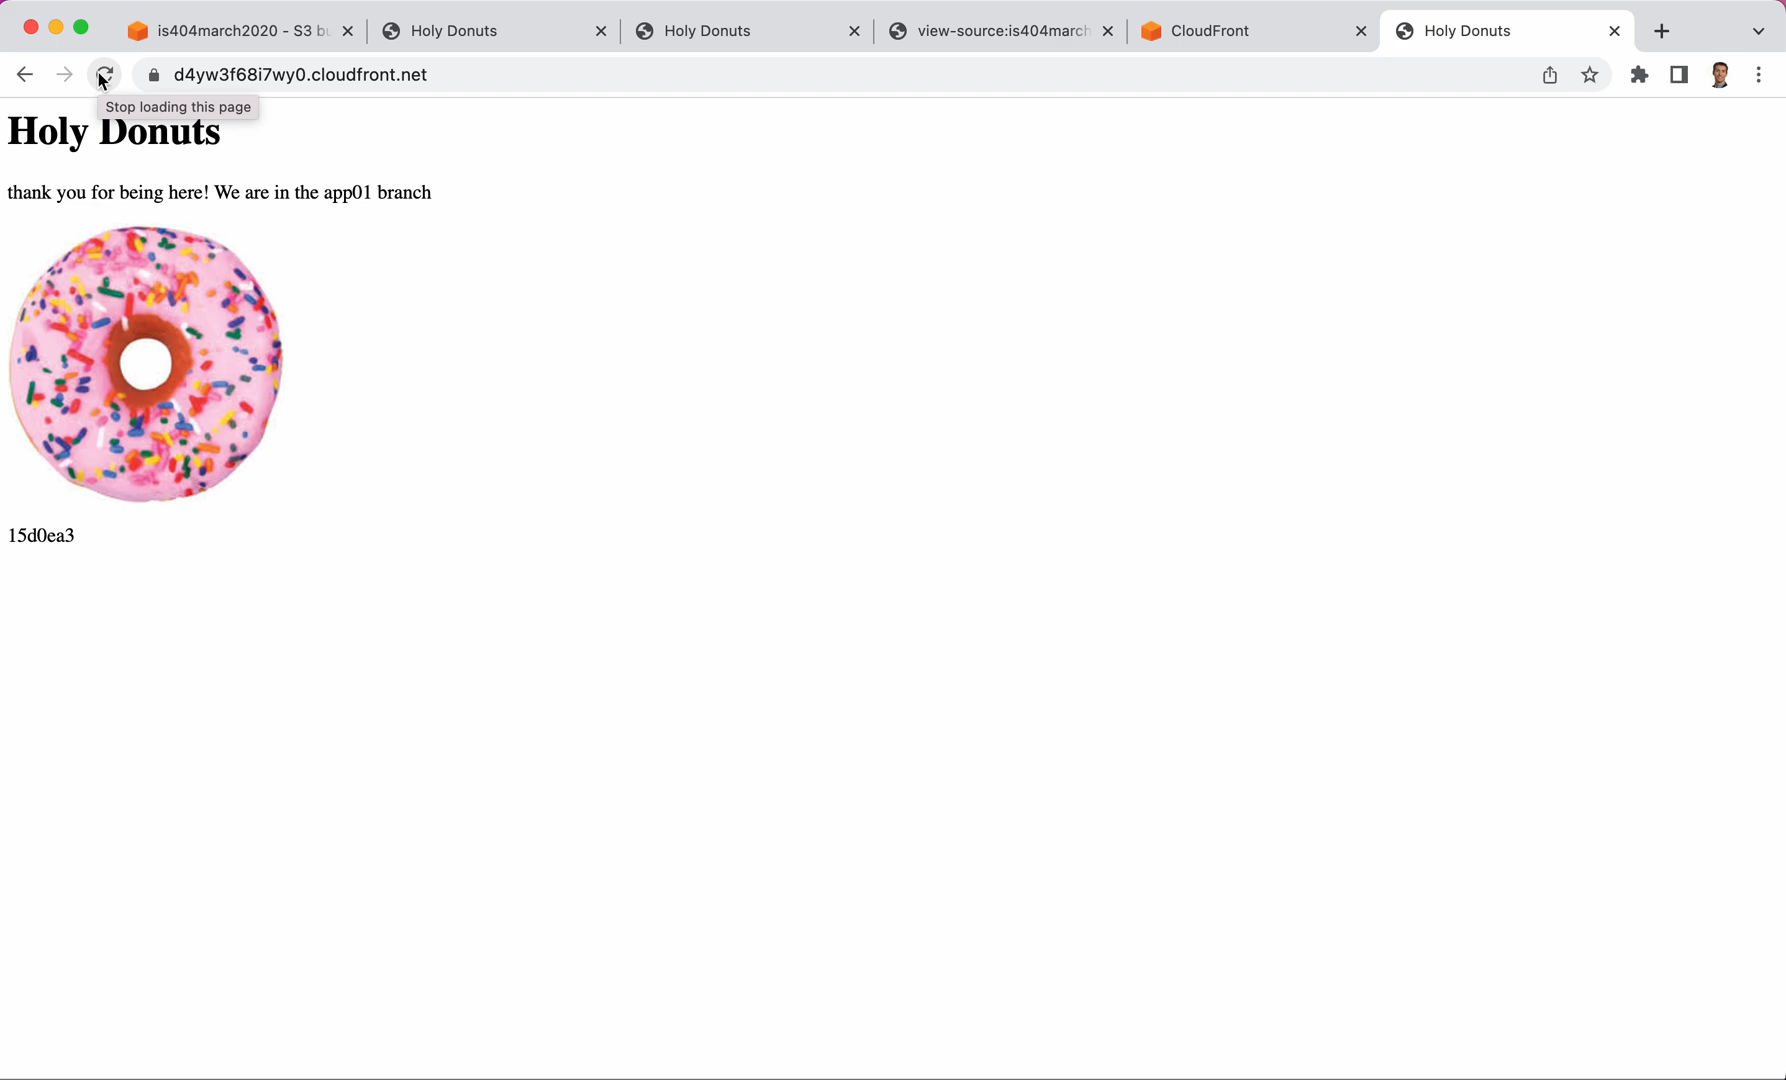 is404march2020 - S3 bu
Holy Donuts
Holy Donuts
view-source:is404march
CloudFront
Holy Donuts
d4yw3f68i7wy0.cloudfront.net
Stop loading this page
Holy Donuts
thank you for being here! We are in the app01 branch
15d0ea3